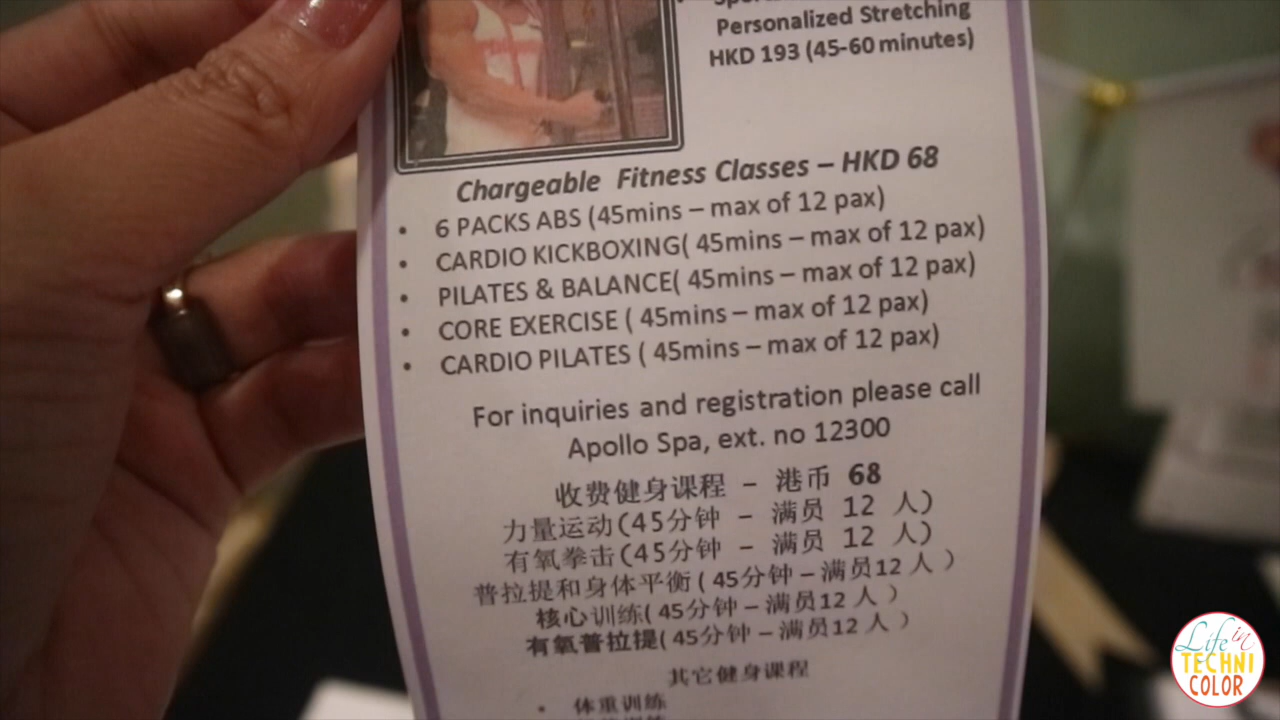 Personalized Stretching
HKD 193 (45-60 minutes)
Chargeable Fitness Classes – HKD 68
• 6 PACKS ABS (45mins – max of 12 pax)
• CARDIO KICKBOXING( 45mins – max of 12 pax)
• PILATES & BALANCE( 45mins – max of 12 pax)
• CORE EXERCISE ( 45mins – max of 12 pax)
• CARDIO PILATES ( 45mins – max of 12 pax)
For inquiries and registration please call
Apollo Spa, ext. no 12300
收费健身课程 – 港币 68
力量运动(45分钟 – 满员 12 人)
有氧拳击(45分钟 – 满员 12 人)
普拉提和身体平衡( 45分钟 – 满员12 人 )
核心训练( 45分钟 – 满员12 人 )
有氧普拉提( 45分钟 – 满员12 人 )
其它健身课程
• 体重训练
Life in
TECHNI
COLOR